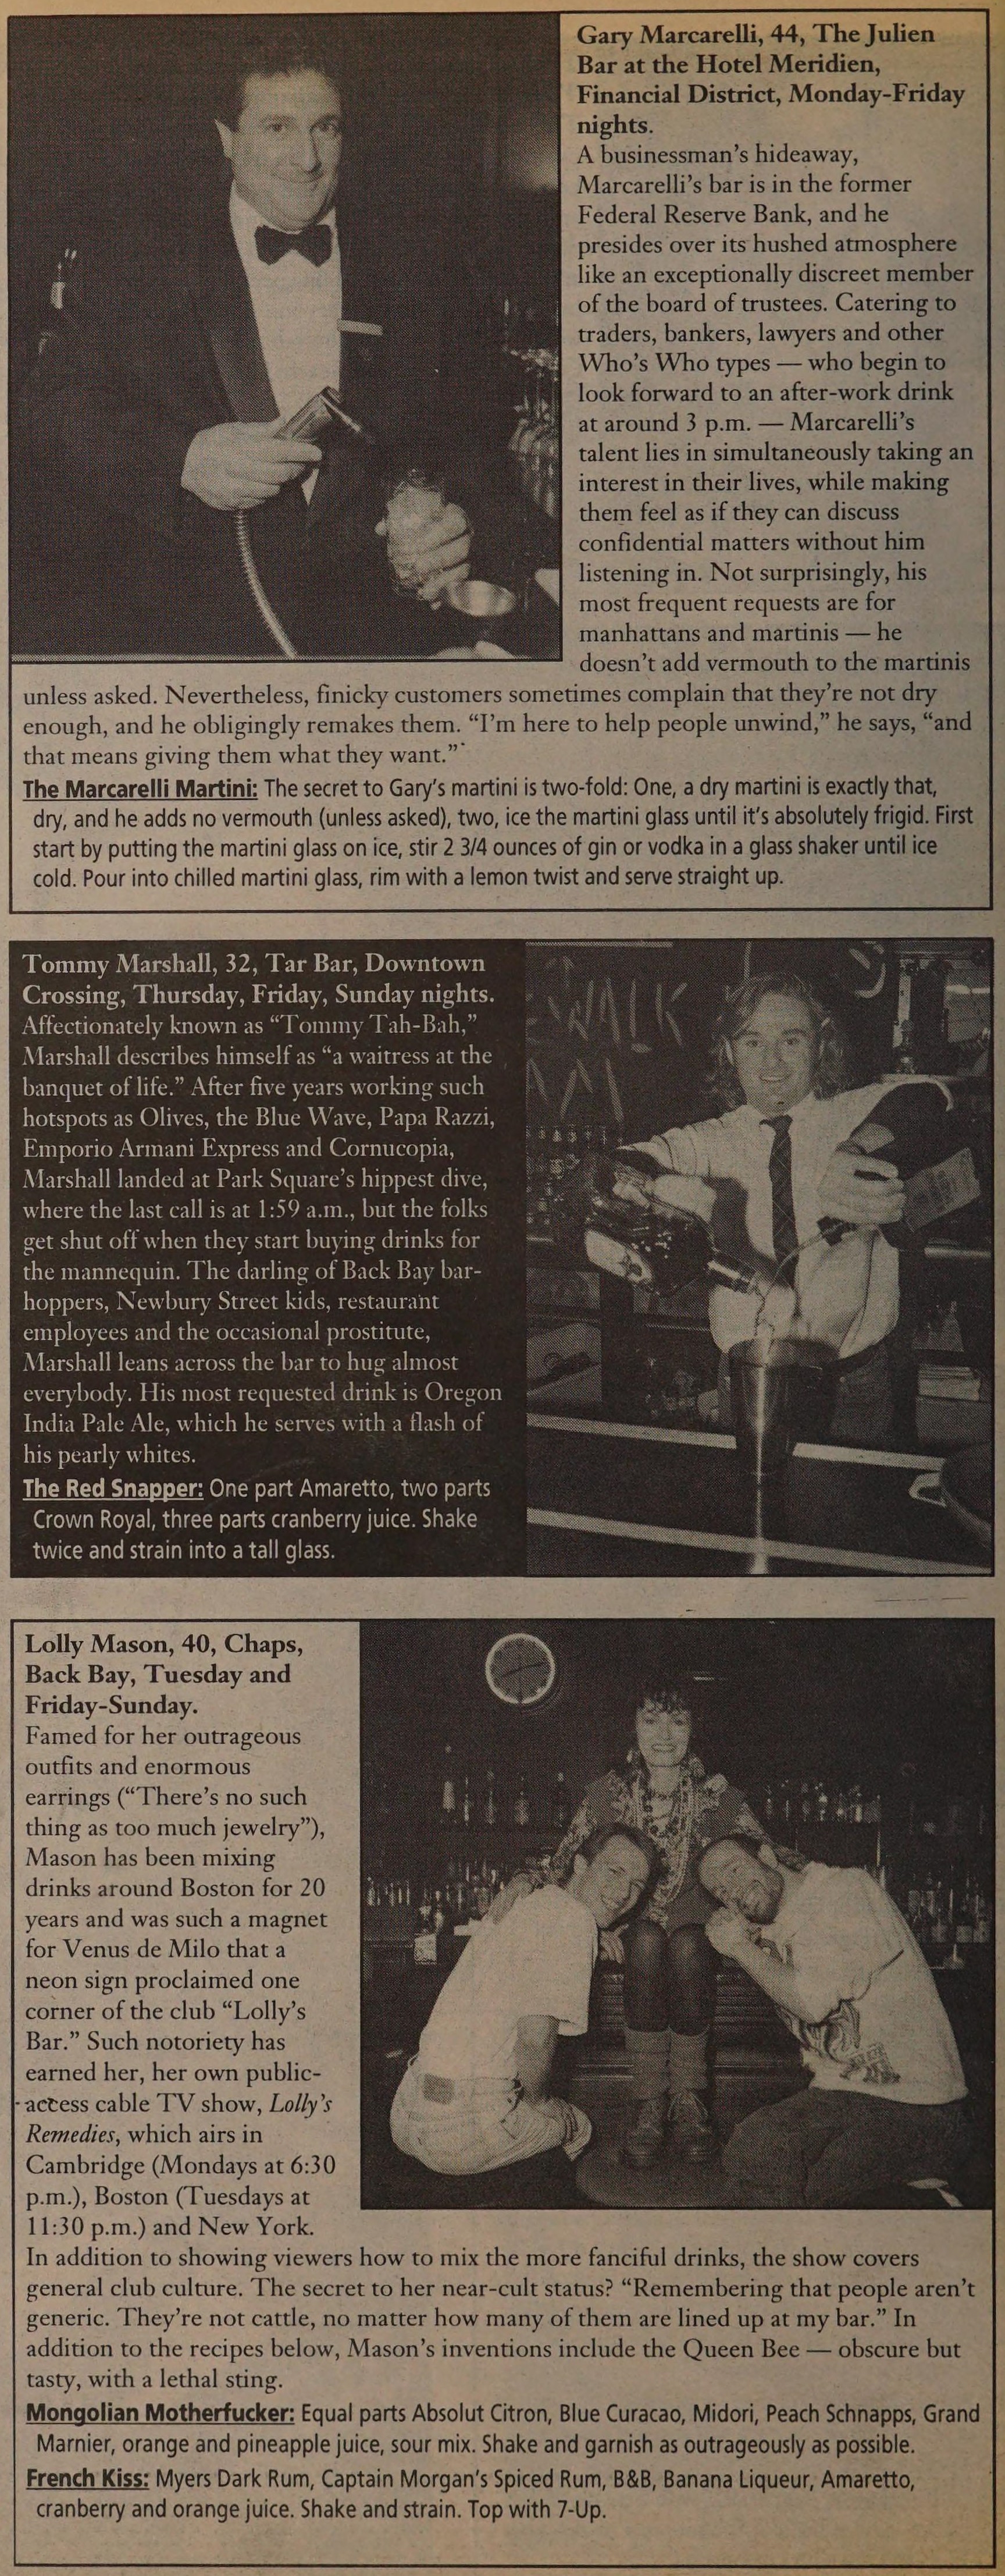 Gary Marcarelli, 44, The Julien
Bar at the Hotel Meridien,
Financial District, Monday-Friday
nights.
A businessman's hideaway,
Marcarelli's bar is in the former
Federal Reserve Bank, and he
presides over its hushed atmosphere
like an exceptionally discreet member
of the board of trustees. Catering to
traders, bankers, lawyers and other
Who's Who types — who begin to
look forward to an after-work drink
at around 3 p.m. — Marcarelli's
talent lies in simultaneously taking an
interest in their lives, while making
them feel as if they can discuss
confidential matters without him
listening in. Not surprisingly, his
most frequent requests are for
manhattans and martinis — he
doesn't add vermouth to the martinis
unless asked. Nevertheless, finicky customers sometimes complain that they're not dry
enough, and he obligingly remakes them. “I'm here to help people unwind,” he says, “and
that means giving them what they want.”
The Marcarelli Martini: The secret to Gary's martini is two-fold: One, a dry martini is exactly that,
dry, and he adds no vermouth (unless asked), two, ice the martini glass until it's absolutely frigid. First
start by putting the martini glass on ice, stir 2 3/4 ounces of gin or vodka in a glass shaker until ice
cold. Pour into chilled martini glass, rim with a lemon twist and serve straight up.
Tommy Marshall, 32, Tar Bar, Downtown
Crossing, Thursday, Friday, Sunday nights.
Affectionately known as “Tommy Tah-Bah,”
Marshall describes himself as “a waitress at the
banquet of life.” After five years working such
hotspots as Olives, the Blue Wave, Papa Razzi,
Emporio Armani Express and Cornucopia,
Marshall landed at Park Square's hippest dive,
where the last call is at 1:59 a.m., but the folks
get shut off when they start buying drinks for
the mannequin. The darling of Back Bay bar-
hoppers, Newbury Street kids, restaurant
employees and the occasional prostitute,
Marshall leans across the bar to hug almost
everybody. His most requested drink is Oregon
India Pale Ale, which he serves with a flash of
his pearly whites.
The Red Snapper: One part Amaretto, two parts
Crown Royal, three parts cranberry juice. Shake
twice and strain into a tall glass.
WALK
Lolly Mason, 40, Chaps,
Back Bay, Tuesday and
Friday-Sunday.
Famed for her outrageous
outfits and enormous
earrings (“There's no such
thing as too much jewelry”),
Mason has been mixing
drinks around Boston for 20
years and was such a magnet
for Venus de Milo that a
neon sign proclaimed one
corner of the club “Lolly's
Bar.” Such notoriety has
earned her, her own public-
access cable TV show, Lolly's
Remedies, which airs in
Cambridge (Mondays at 6:30
p.m.), Boston (Tuesdays at
11:30 p.m.) and New York.
In addition to showing viewers how to mix the more fanciful drinks, the show covers
general club culture. The secret to her near-cult status? “Remembering that people aren't
generic. They're not cattle, no matter how many of them are lined up at my bar.” In
addition to the recipes below, Mason's inventions include the Queen Bee — obscure but
tasty, with a lethal sting.
Mongolian Motherfucker: Equal parts Absolut Citron, Blue Curacao, Midori, Peach Schnapps, Grand
Marnier, orange and pineapple juice, sour mix. Shake and garnish as outrageously as possible.
French Kiss: Myers Dark Rum, Captain Morgan's Spiced Rum, B&B, Banana Liqueur, Amaretto,
cranberry and orange juice. Shake and strain. Top with 7-Up.